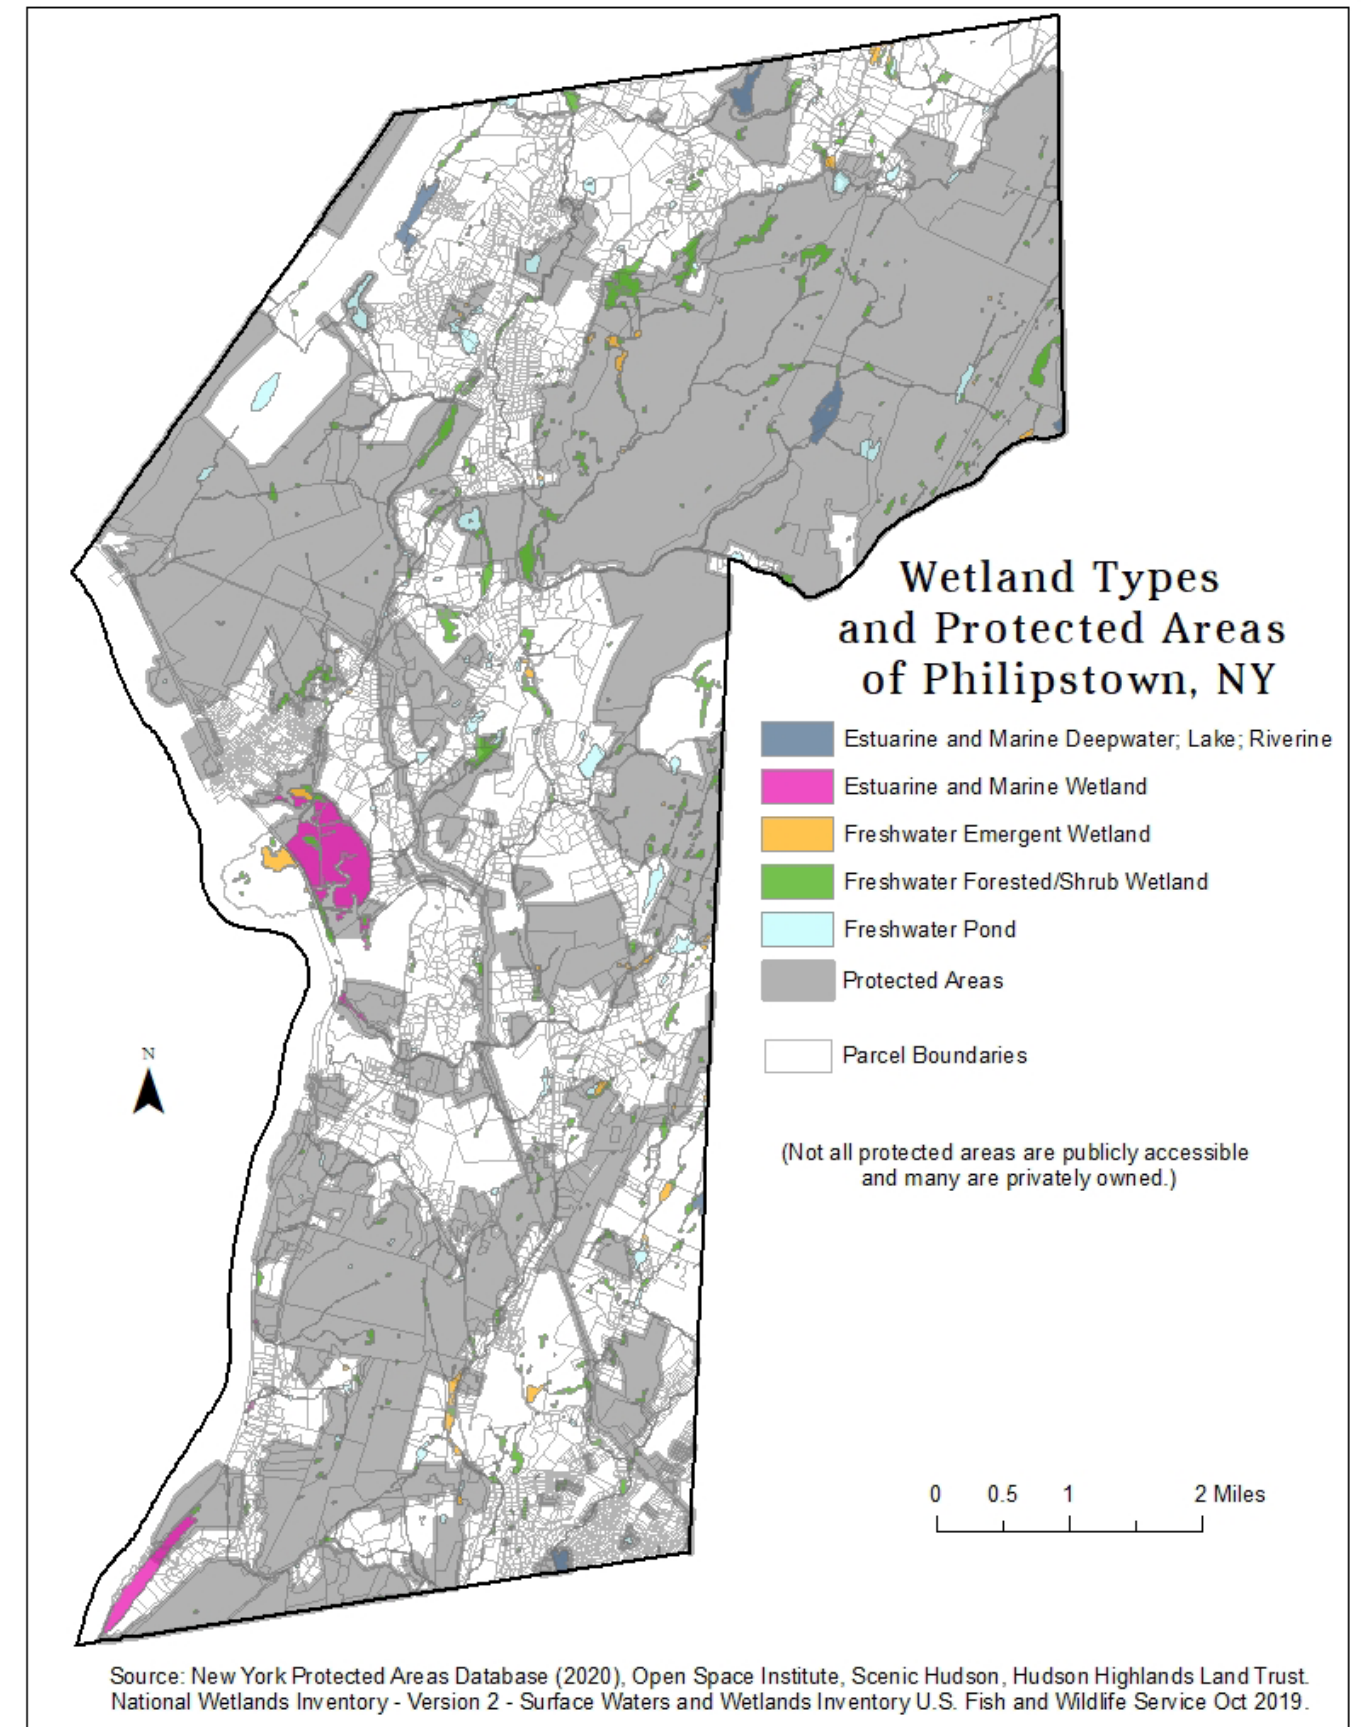 Wetland Types
and Protected Areas
of Philipstown, NY
Estuarine and Marine Deepwater; Lake; Riverine
Estuarine and Marine Wetland
Freshwater Emergent Wetland
Freshwater Forested/Shrub Wetland
Freshwater Pond
Protected Areas
Parcel Boundaries
N
(Not all protected areas are publicly accessible
and many are privately owned.)
0 0.5 1 2 Miles
Source: New York Protected Areas Database (2020), Open Space Institute, Scenic Hudson, Hudson Highlands Land Trust.
National Wetlands Inventory - Version 2 - Surface Waters and Wetlands Inventory U.S. Fish and Wildlife Service Oct 2019.